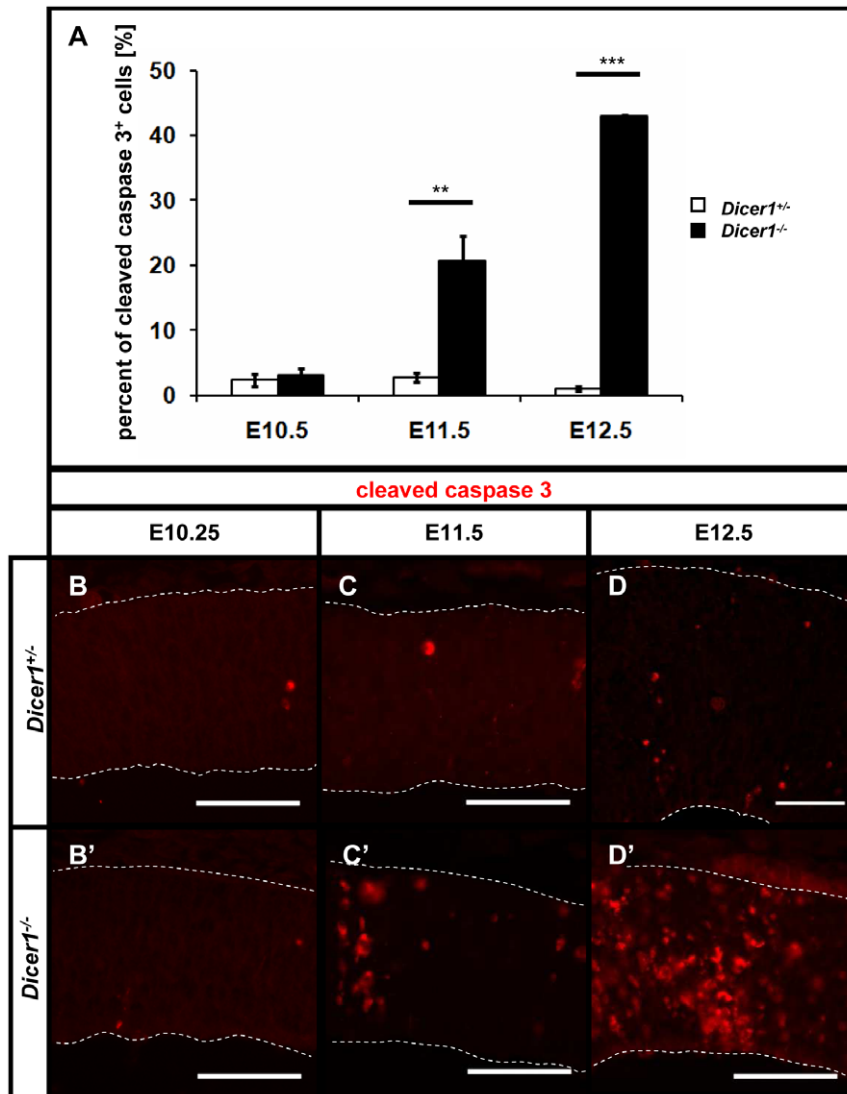 A
percent of cleaved caspase 3⁺ cells [%]
50
40
30
20
10
0
**
***
E10.5
E11.5
E12.5
Dicer1⁺/⁻
Dicer1⁻/⁻
cleaved caspase 3
E10.25
E11.5
E12.5
Dicer1⁺/⁻
B
C
D
Dicer1⁻/⁻
B’
C’
D’